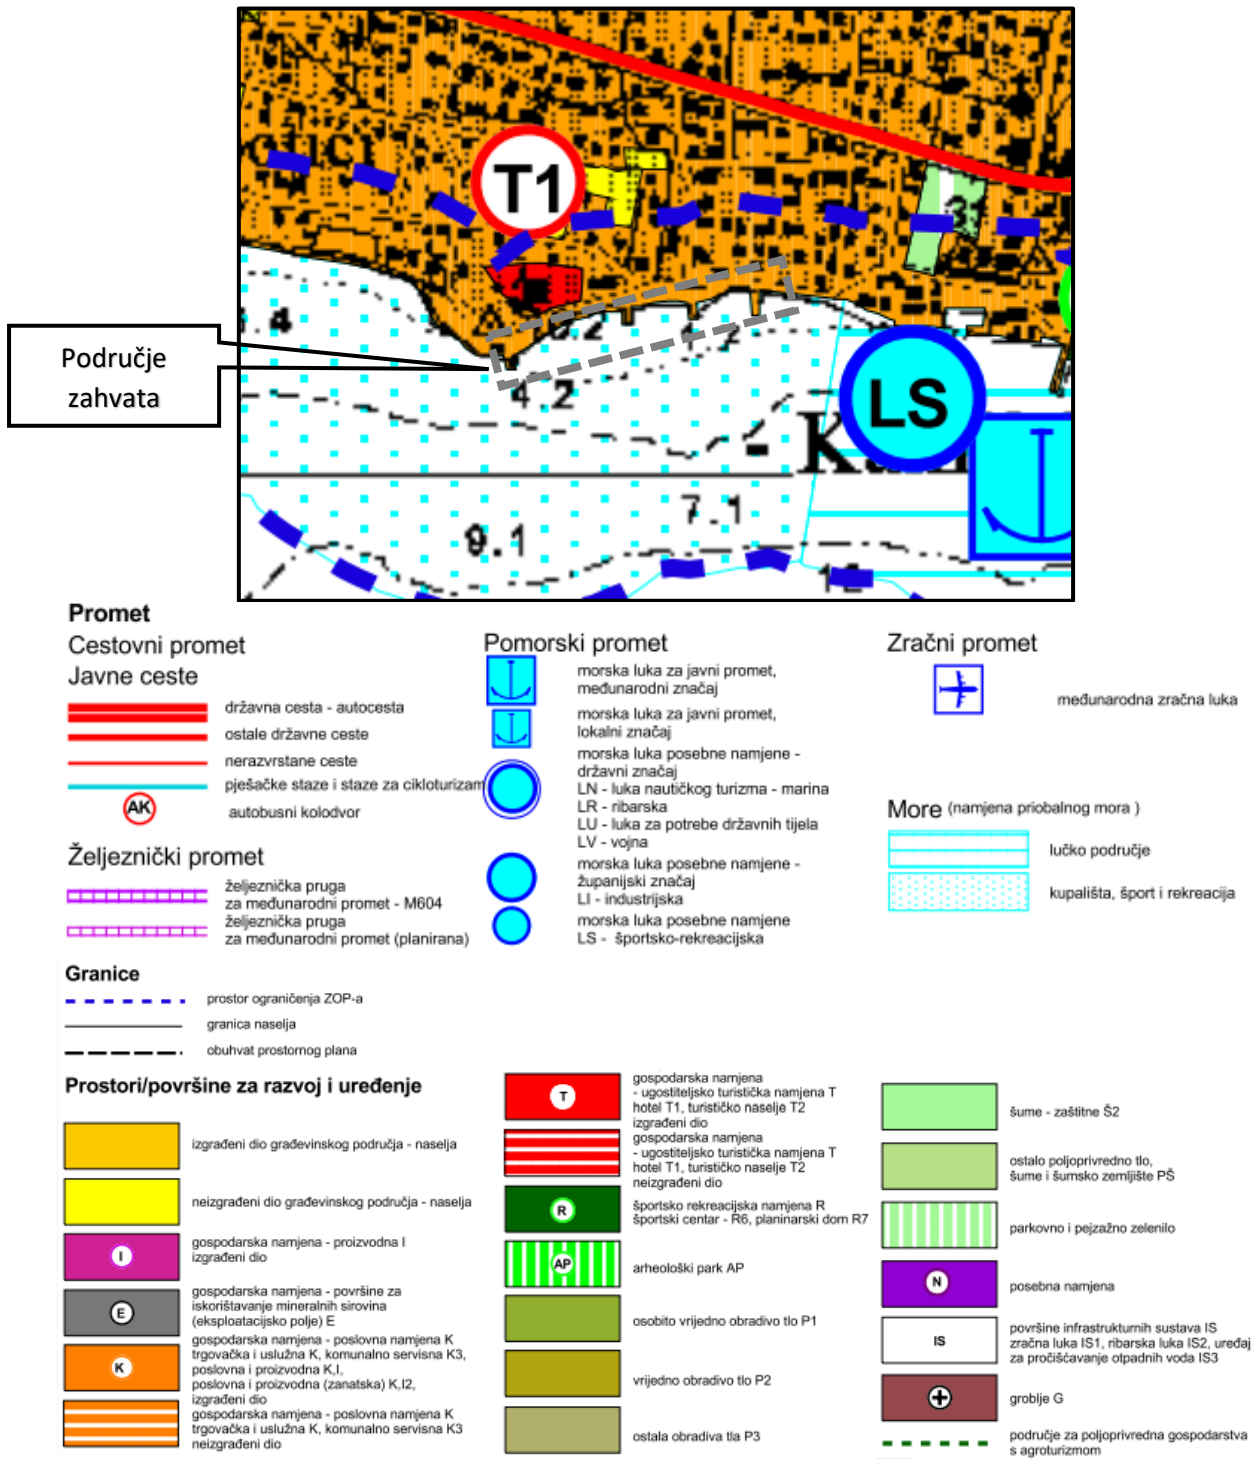 T1
3
3.4
4.2
4.2
LS
7.1
9.1
Područje
zahvata
Promet
Cestovni promet
Javne ceste
državna cesta - autocesta
ostale državne ceste
nerazvrstane ceste
pješačke staze i staze za cikloturizam
AK
autobusni kolodvor
Željeznički promet
željeznička pruga
za međunarodni promet - M604
željeznička pruga
za međunarodni promet (planirana)
Pomorski promet
morska luka za javni promet,
međunarodni značaj
morska luka za javni promet,
lokalni značaj
morska luka posebne namjene -
državni značaj
LN - luka nautičkog turizma - marina
LR - ribarska
LU - luka za potrebe državnih tijela
LV - vojna
morska luka posebne namjene -
županijski značaj
LI - industrijska
morska luka posebne namjene
LS - športsko-rekreacijska
Zračni promet
međunarodna zračna luka
More (namjena priobalnog mora )
lučko područje
kupališta, šport i rekreacija
Granice
prostor ograničenja ZOP-a
granica naselja
obuhvat prostornog plana
Prostori/površine za razvoj i uređenje
izgrađeni dio građevinskog područja - naselja
neizgrađeni dio građevinskog područja - naselja
I
gospodarska namjena - proizvodna I
izgrađeni dio
E
gospodarska namjena - površine za
iskorištavanje mineralnih sirovina
(eksploatacijsko polje) E
K
gospodarska namjena - poslovna namjena K
trgovačka i uslužna K, komunalno servisna K3,
poslovna i proizvodna K,I,
poslovna i proizvodna (zanatska) K,I2,
izgrađeni dio
gospodarska namjena - poslovna namjena K
trgovačka i uslužna K, komunalno servisna K3
neizgrađeni dio
T
gospodarska namjena
- ugostiteljsko turistička namjena T
hotel T1, turističko naselje T2
izgrađeni dio
gospodarska namjena
- ugostiteljsko turistička namjena T
hotel T1, turističko naselje T2
neizgrađeni dio
R
športsko rekreacijska namjena R
športski centar - R6, planinarski dom R7
AP
arheološki park AP
osobito vrijedno obradivo tlo P1
vrijedno obradivo tlo P2
ostala obradiva tla P3
šume - zaštitne Š2
ostalo poljoprivredno tlo,
šume i šumsko zemljište PŠ
parkovno i pejzažno zelenilo
N
posebna namjena
IS
površine infrastrukturnih sustava IS
zračna luka IS1, ribarska luka IS2, uređaj
za pročišćavanje otpadnih voda IS3
groblje G
područje za poljoprivredna gospodarstva
s agroturizmom